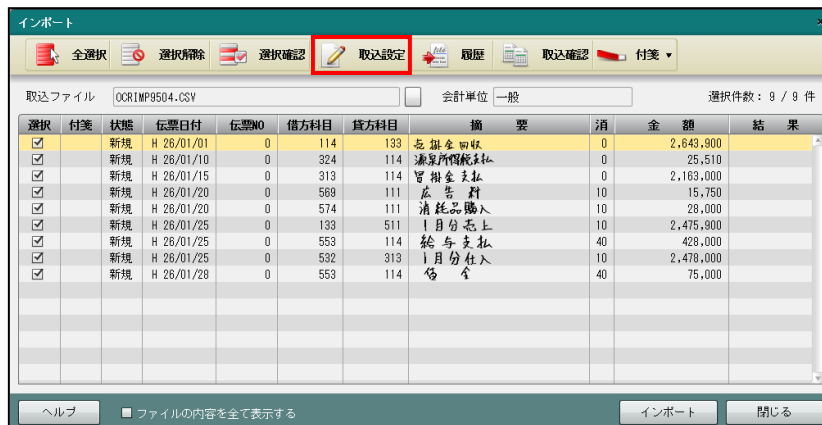 インポート
全選択 選択解除 選択確認 取込設定 履歴 取込確認 付箋▼
取込ファイル OCRIMP9504.CSV 会計単位 一般 選択件数: 9 / 9 件
選択 付箋 状態 伝票日付 伝票NO 借方科目 貸方科目 摘 要 消 金 額 結 果
新規 H 26/01/01 0 114 133 売掛金回収 0 2,643,900
新規 H 26/01/10 0 324 114 源泉所得税支払 0 25,510
新規 H 26/01/15 0 313 114 買掛金支払 0 2,163,000
新規 H 26/01/20 0 569 111 広告料 10 15,750
新規 H 26/01/20 0 574 111 消耗品購入 10 28,000
新規 H 26/01/25 0 133 511 1月分売上 10 2,475,900
新規 H 26/01/25 0 553 114 給与支払 40 428,000
新規 H 26/01/25 0 532 313 1月分仕入 10 2,478,000
新規 H 26/01/28 0 553 114 40 75,000
ヘルプ ファイルの内容を全て表示する インポート 閉じる